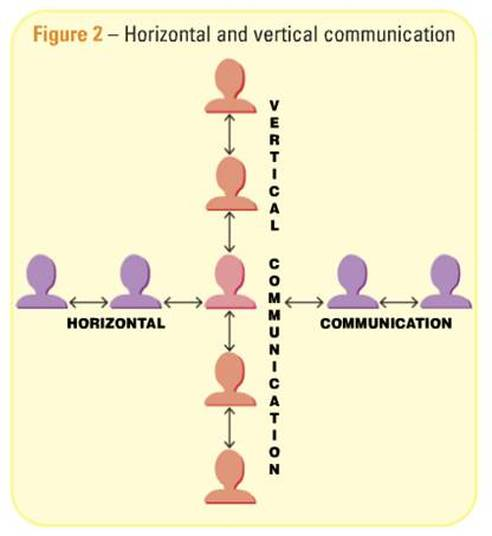 Figure 2 – Horizontal and vertical communication
VERTICAL COMMUNICATION
HORIZONTAL COMMUNICATION